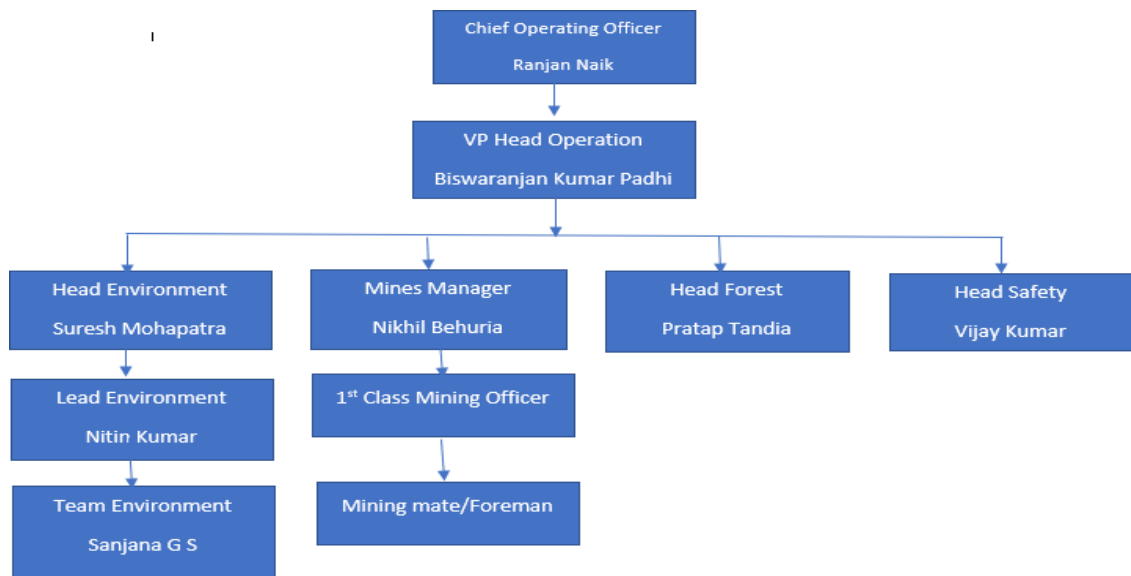 Chief Operating Officer
Ranjan Naik
VP Head Operation
Biswaranjan Kumar Padhi
Head Environment
Suresh Mohapatra
Mines Manager
Nikhil Behuria
Head Forest
Pratap Tandia
Head Safety
Vijay Kumar
Lead Environment
Nitin Kumar
1st Class Mining Officer
Team Environment
Sanjana G S
Mining mate/Foreman